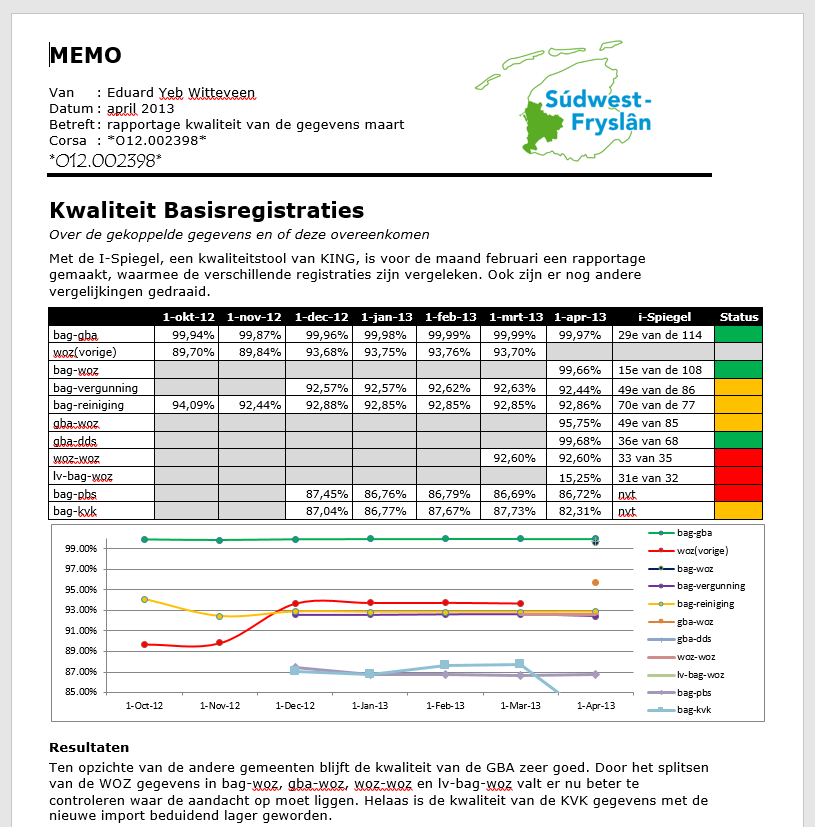 MEMO
Súdwest-
Fryslân
Van : Eduard Yeb Witteveen
Datum : april 2013
Betreft : rapportage kwaliteit van de gegevens maart
Corsa : *O12.002398*
*O12.002398*
Kwaliteit Basisregistraties
Over de gekoppelde gegevens en of deze overeenkomen
Met de I-Spiegel, een kwaliteitstool van KING, is voor de maand februari een rapportage
gemaakt, waarmee de verschillende registraties zijn vergeleken. Ook zijn er nog andere
vergelijkingen gedraaid.
1-okt-12 1-nov-12 1-dec-12 1-jan-13 1-feb-13 1-mrt-13 1-apr-13 i-Spiegel Status
bag-gba 99,94% 99,87% 99,96% 99,98% 99,99% 99,99% 99,97% 29e van de 114
woz(vorige) 89,70% 89,84% 93,68% 93,75% 93,76% 93,70%
bag-woz 99,66% 15e van de 108
bag-vergunning 92,57% 92,57% 92,62% 92,63% 92,44% 49e van de 86
bag-reiniging 94,09% 92,44% 92,88% 92,85% 92,85% 92,85% 92,86% 70e van de 77
gba-woz 95,75% 49e van 85
gba-dds 99,68% 36e van 68
woz-woz 92,60% 92,60% 33 van 35
lv-bag-woz 15,25% 31e van 32
bag-pbs 87,45% 86,76% 86,79% 86,69% 86,72% nvt
bag-kvk 87,04% 86,77% 87,67% 87,73% 82,31% nvt
99.00%
97.00%
95.00%
93.00%
91.00%
89.00%
87.00%
85.00%
1-Oct-12 1-Nov-12 1-Dec-12 1-Jan-13 1-Feb-13 1-Mar-13 1-Apr-13
bag-gba
woz(vorige)
bag-woz
bag-vergunning
bag-reiniging
gba-woz
gba-dds
woz-woz
lv-bag-woz
bag-pbs
bag-kvk
Resultaten
Ten opzichte van de andere gemeenten blijft de kwaliteit van de GBA zeer goed. Door het splitsen
van de WOZ gegevens in bag-woz, gba-woz, woz-woz en lv-bag-woz valt er nu beter te
controleren waar de aandacht op moet liggen. Helaas is de kwaliteit van de KVK gegevens met de
nieuwe import beduidend lager geworden.